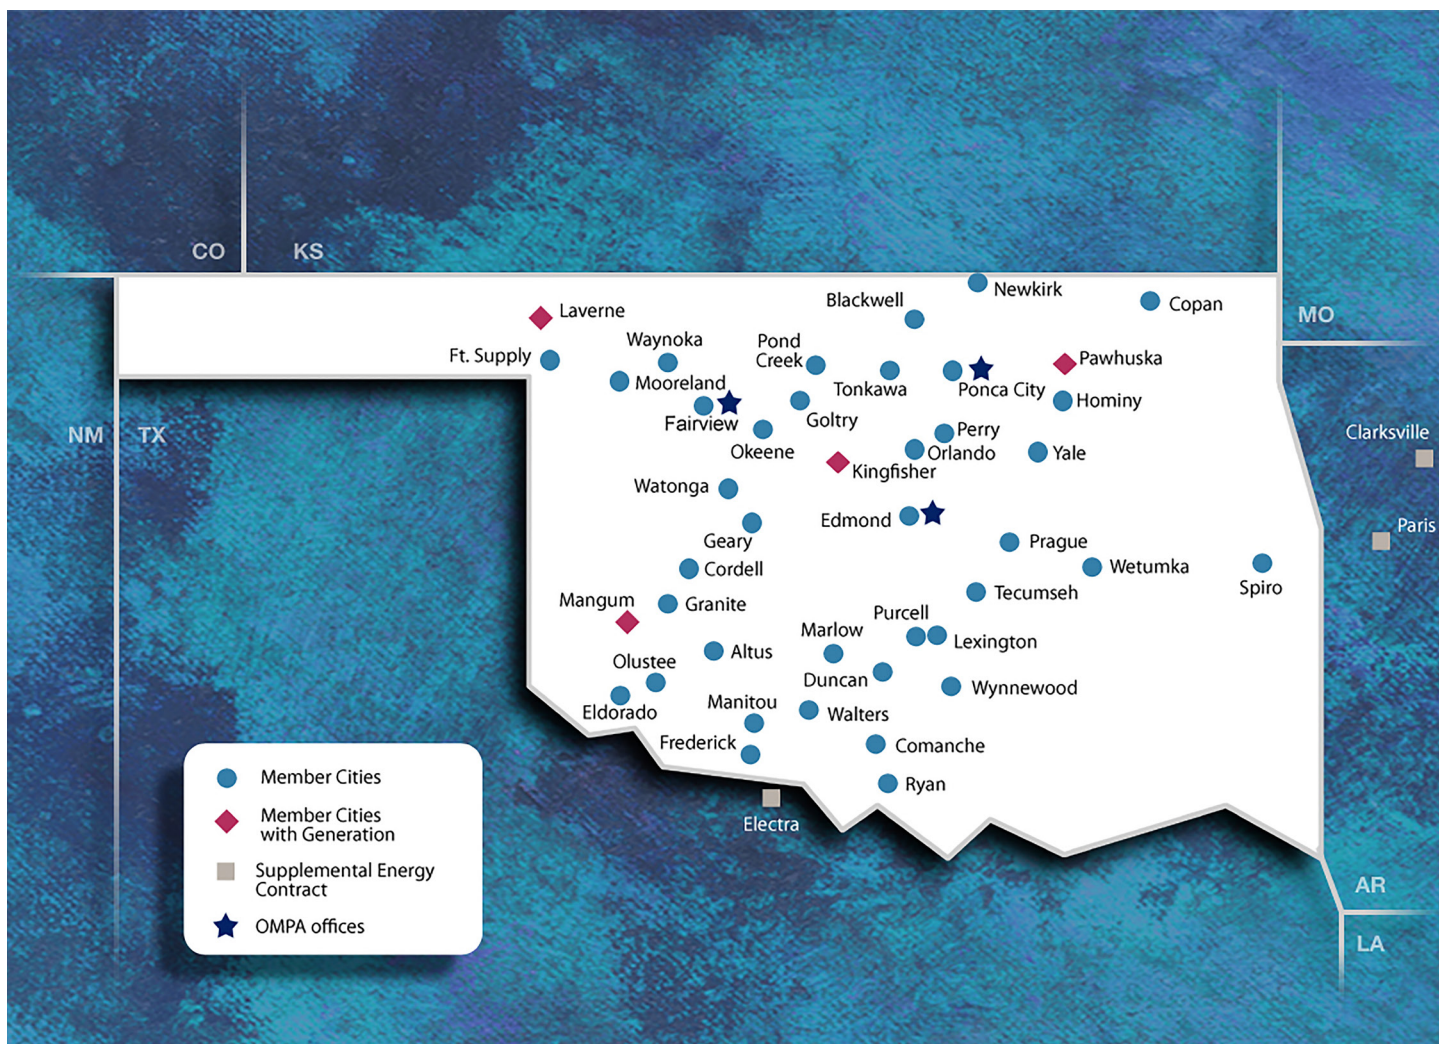 CO
KS
MO
NM
TX
AR
LA
Newkirk
Blackwell
Copan
Laverne
Waynoka
Pond
Creek
Ft. Supply
Pawhuska
Mooreland
Tonkawa
Ponca City
Hominy
Fairview
Goltry
Okeene
Perry
Orlando
Yale
Kingfisher
Clarksville
Watonga
Edmond
Paris
Geary
Prague
Cordell
Wetumka
Spiro
Mangum
Granite
Tecumseh
Purcell
Marlow
Lexington
Altus
Olustee
Duncan
Wynnewood
Eldorado
Manitou
Walters
Frederick
Comanche
Ryan
Electra
Member Cities
Member Cities
with Generation
Supplemental Energy
Contract
OMPA offices